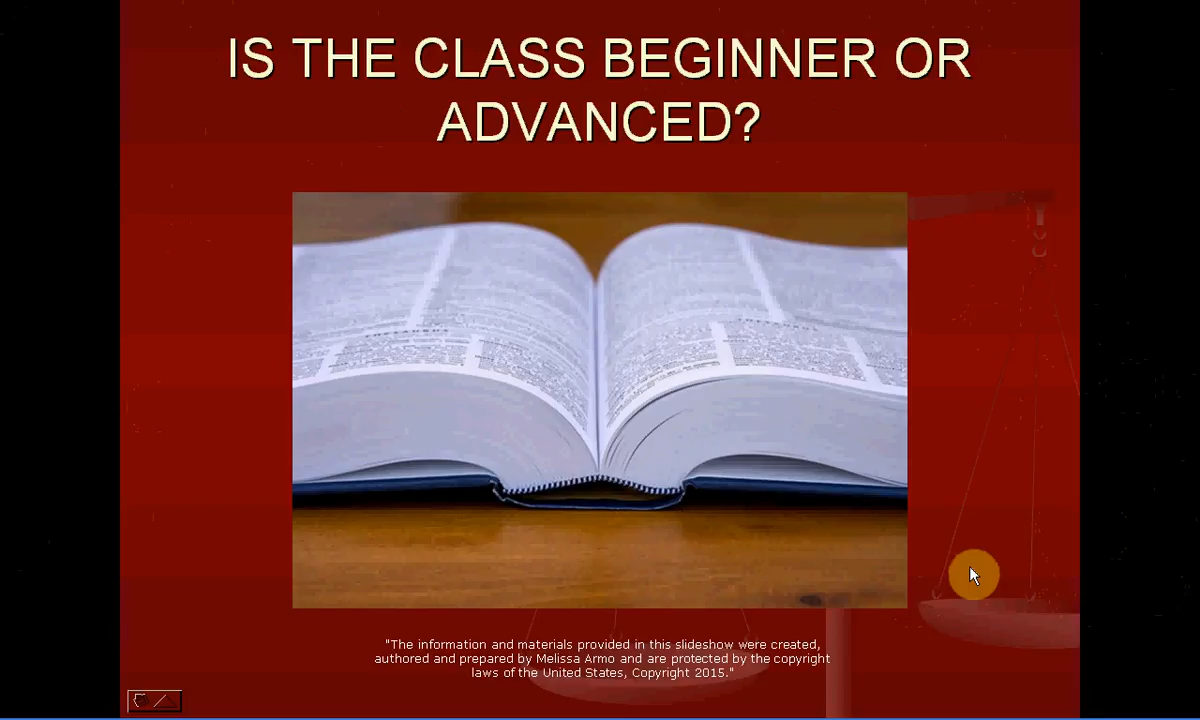 IS THE CLASS BEGINNER OR
ADVANCED?
THESAURUS
"The information and materials provided in this slideshow were created,
authored and prepared by Melissa Armo and are protected by the copyright
laws of the United States, Copyright 2015."